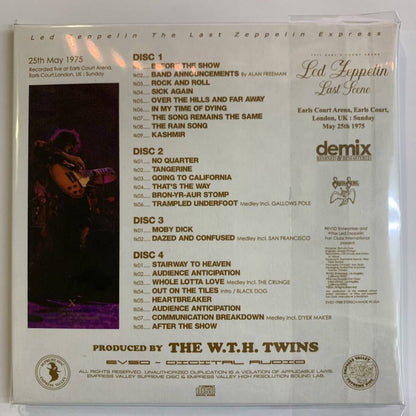 Led Zeppelin The Last Zeppelin Express
25th May 1975
Recorded live at Earls Court Arena,
Earls Court London, UK : Sunday
DISC 1
BEFORE THE SHOW
BAND ANNOUNCEMENTS By ALAN FREEMAN
ROCK AND ROLL
SICK AGAIN
OVER THE HILLS AND FAR AWAY
IN MY TIME OF DYING
THE SONG REMAINS THE SAME
THE RAIN SONG
KASHMIR
DISC 2
NO QUARTER
TANGERINE
GOING TO CALIFORNIA
THAT'S THE WAY
BRON-YR-AUR STOMP
TRAMPLED UNDERFOOT Medley incl. GALLOWS POLE
DISC 3
MOBY DICK
DAZED AND CONFUSED Medley incl. SAN FRANCISCO
DISC 4
STAIRWAY TO HEAVEN
AUDIENCE ANTICIPATION
WHOLE LOTTA LOVE Medley incl. THE CRUNGE
OUT ON THE TILES intro / BLACK DOG
HEARTBREAKER
AUDIENCE ANTICIPATION
COMMUNICATION BREAKDOWN Medley incl. D'YER MAKER
AFTER THE SHOW
Led Zeppelin
Last Scene
Earls Court Arena, Earls Court,
London, UK : Sunday
May 25th 1975
demix
PRODUCED BY THE W.T.H. TWINS
EVSD - DIGITAL AUDIO
ALL RIGHTS RESERVED. UNAUTHORIZED DUPLICATION IS A VIOLATION OF APPLICABLE LAWS.
EMPRESS VALLEY SUPREME DISC & EMPRESS VALLEY HIGH RESOLUTION SOUND LAB.